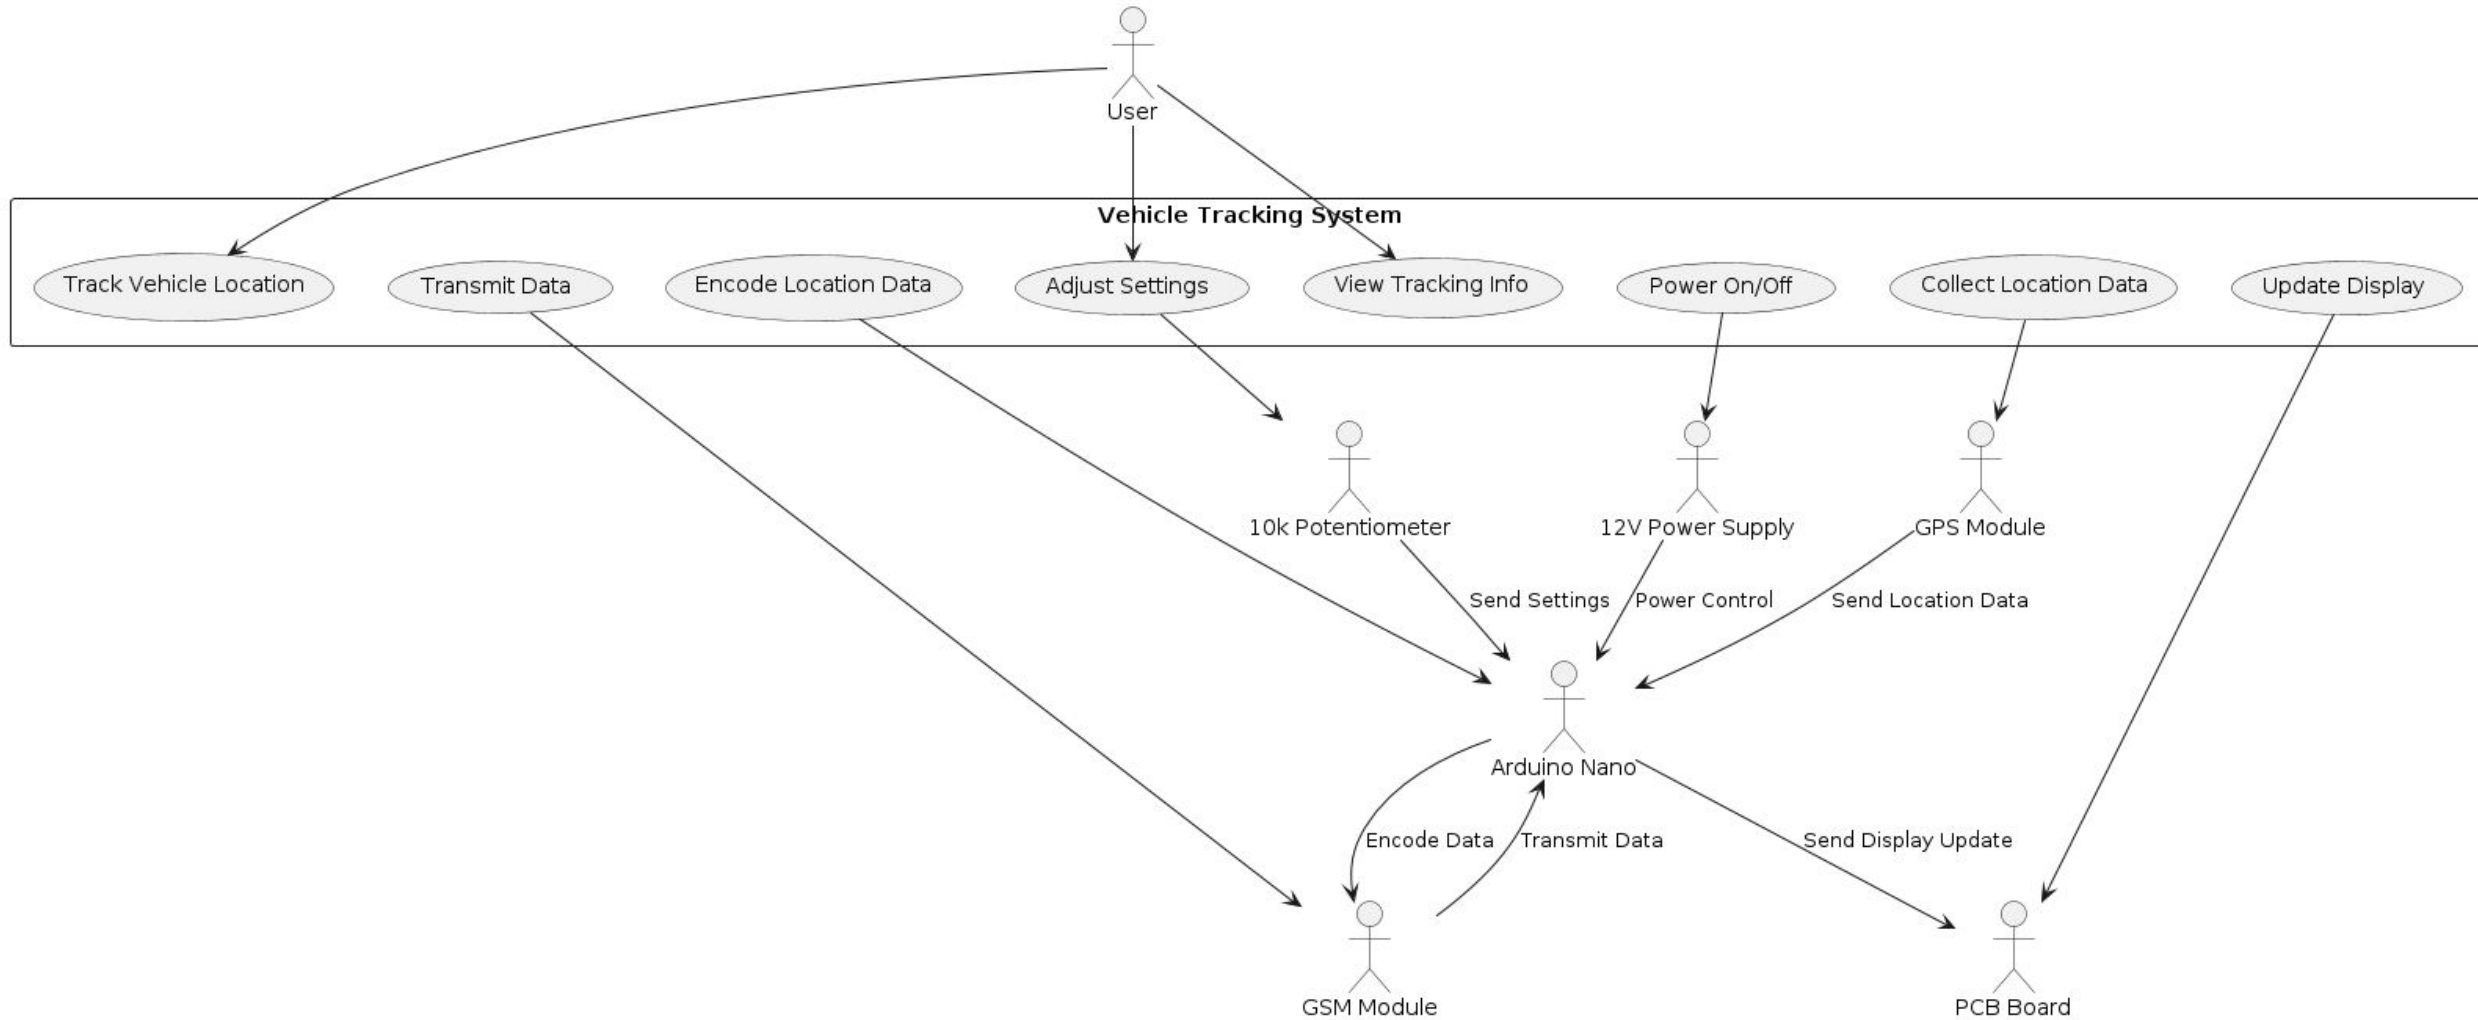 User
Vehicle Tracking System
Track Vehicle Location
Transmit Data
Encode Location Data
Adjust Settings
View Tracking Info
Power On/Off
Collect Location Data
Update Display
10k Potentiometer
12V Power Supply
GPS Module
Send Settings
Power Control
Send Location Data
Arduino Nano
Encode Data
Transmit Data
Send Display Update
GSM Module
PCB Board